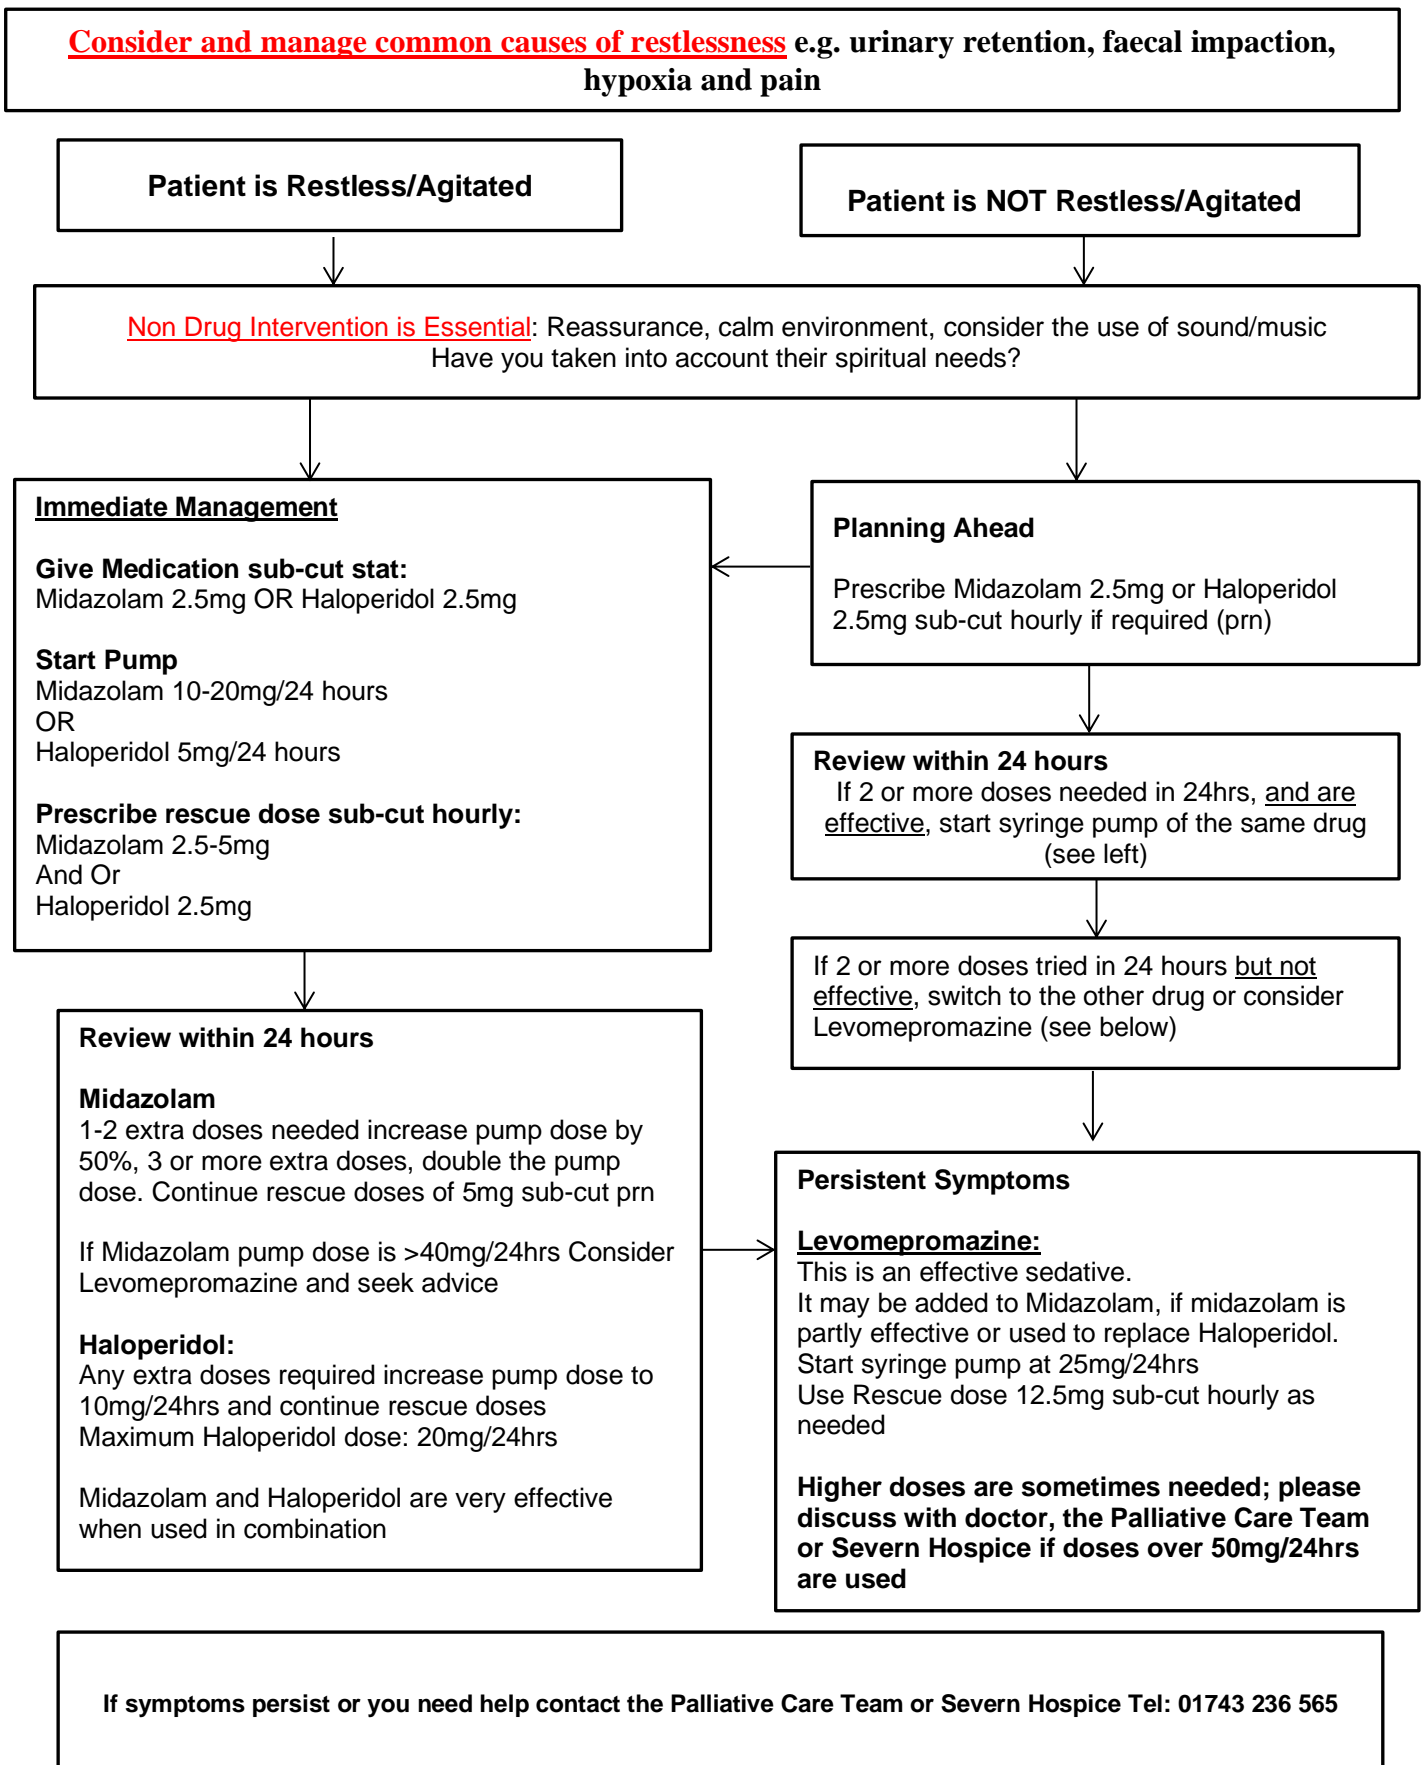 Consider and manage common causes of restlessness e.g. urinary retention, faecal impaction,
hypoxia and pain
Patient is Restless/Agitated
Patient is NOT Restless/Agitated
Non Drug Intervention is Essential: Reassurance, calm environment, consider the use of sound/music
Have you taken into account their spiritual needs?
Immediate Management
Give Medication sub-cut stat:
Midazolam 2.5mg OR Haloperidol 2.5mg
Start Pump
Midazolam 10-20mg/24 hours
OR
Haloperidol 5mg/24 hours
Prescribe rescue dose sub-cut hourly:
Midazolam 2.5-5mg
And Or
Haloperidol 2.5mg
Planning Ahead
Prescribe Midazolam 2.5mg or Haloperidol
2.5mg sub-cut hourly if required (prn)
Review within 24 hours
If 2 or more doses needed in 24hrs, and are
effective, start syringe pump of the same drug
(see left)
If 2 or more doses tried in 24 hours but not
effective, switch to the other drug or consider
Levomepromazine (see below)
Review within 24 hours
Midazolam
1-2 extra doses needed increase pump dose by
50%, 3 or more extra doses, double the pump
dose. Continue rescue doses of 5mg sub-cut prn
If Midazolam pump dose is >40mg/24hrs Consider
Levomepromazine and seek advice
Haloperidol:
Any extra doses required increase pump dose to
10mg/24hrs and continue rescue doses
Maximum Haloperidol dose: 20mg/24hrs
Midazolam and Haloperidol are very effective
when used in combination
Persistent Symptoms
Levomepromazine:
This is an effective sedative.
It may be added to Midazolam, if midazolam is
partly effective or used to replace Haloperidol.
Start syringe pump at 25mg/24hrs
Use Rescue dose 12.5mg sub-cut hourly as
needed
Higher doses are sometimes needed; please
discuss with doctor, the Palliative Care Team
or Severn Hospice if doses over 50mg/24hrs
are used
If symptoms persist or you need help contact the Palliative Care Team or Severn Hospice Tel: 01743 236 565